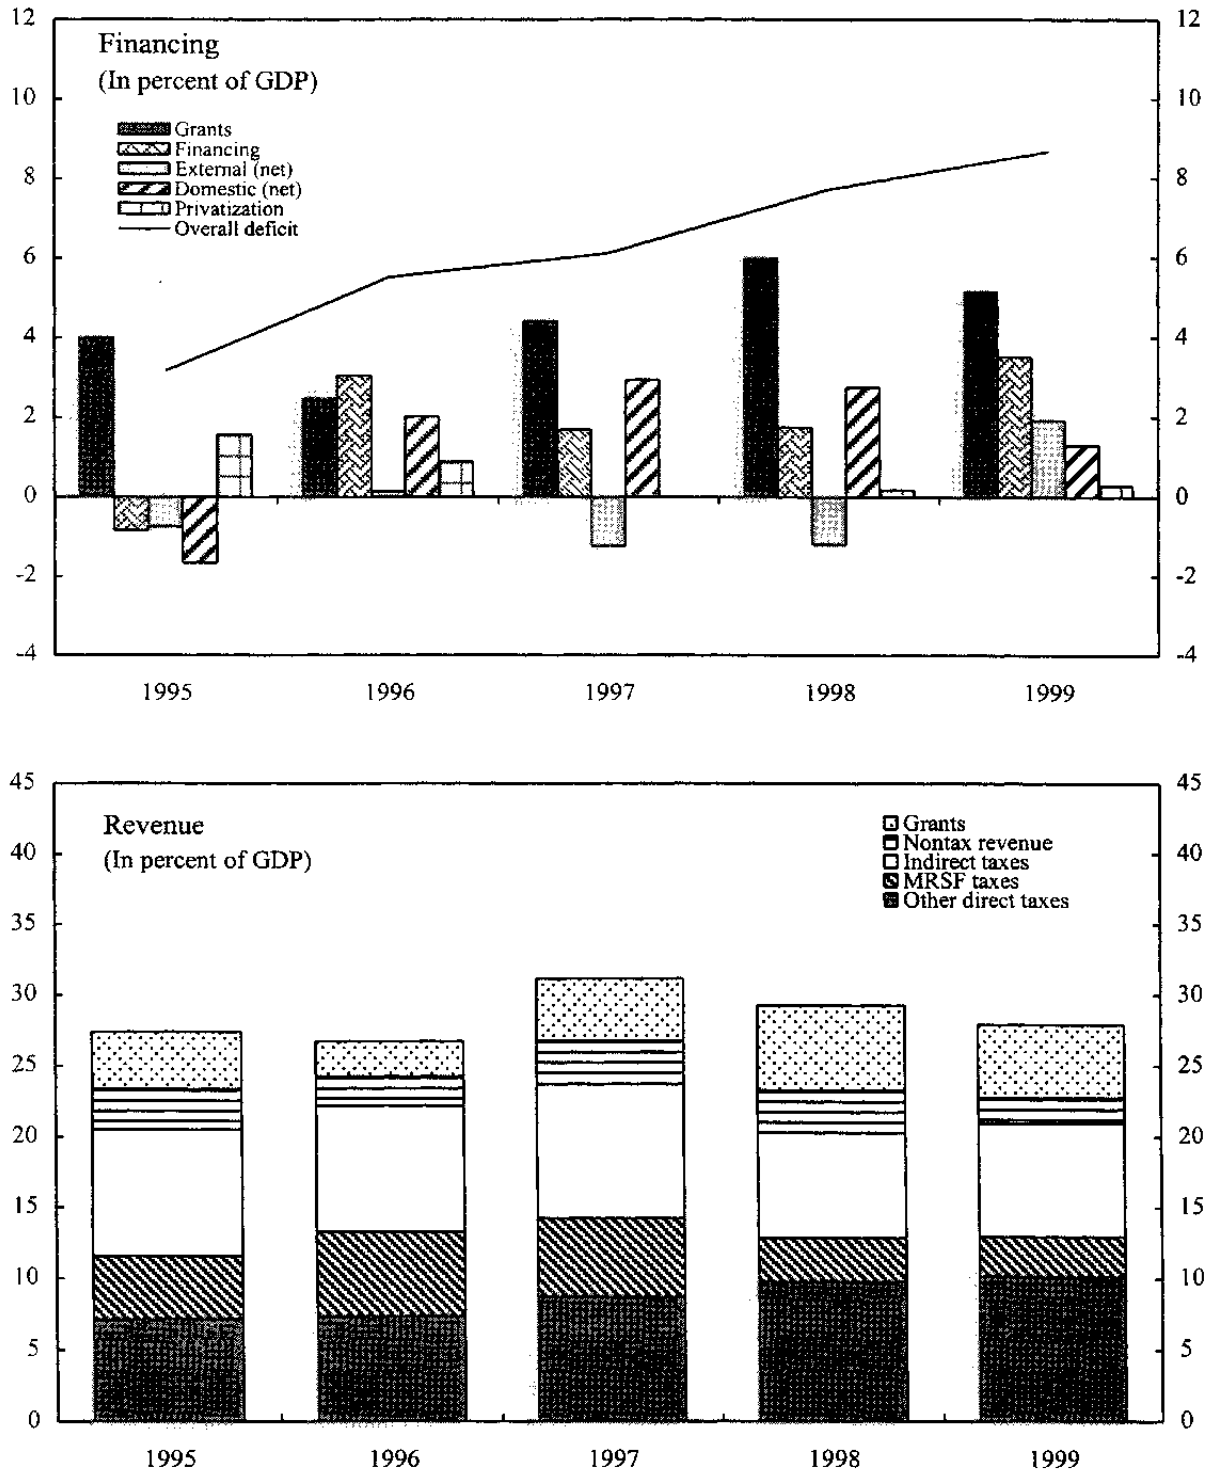 12 12
Financing
(In percent of GDP)
10 10
Grants
Financing
8 External (net) 8
Domestic (net)
Privatization
Overall deficit
6 6
4 4
2 2
0 0
-2 -2
-4 -4
1995 1996 1997 1998 1999
45 45
Revenue
(In percent of GDP)
Grants
Nontax revenue
40 Indirect taxes 40
MRSF taxes
Other direct taxes
35 35
30 30
25 25
20 20
15 15
10 10
5 5
0 0
1995 1996 1997 1998 1999